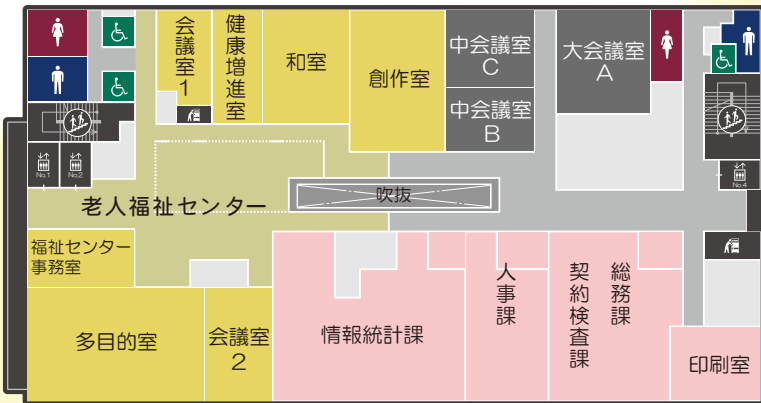 会議室1
健康増進室
和室
創作室
中会議室
C
中会議室
B
大会議室
A
No.1
No.2
No.4
老人福祉センター
吹抜
福祉センター
事務室
多目的室
会議室
2
情報統計課
人事課
契約検査課
総務課
印刷室